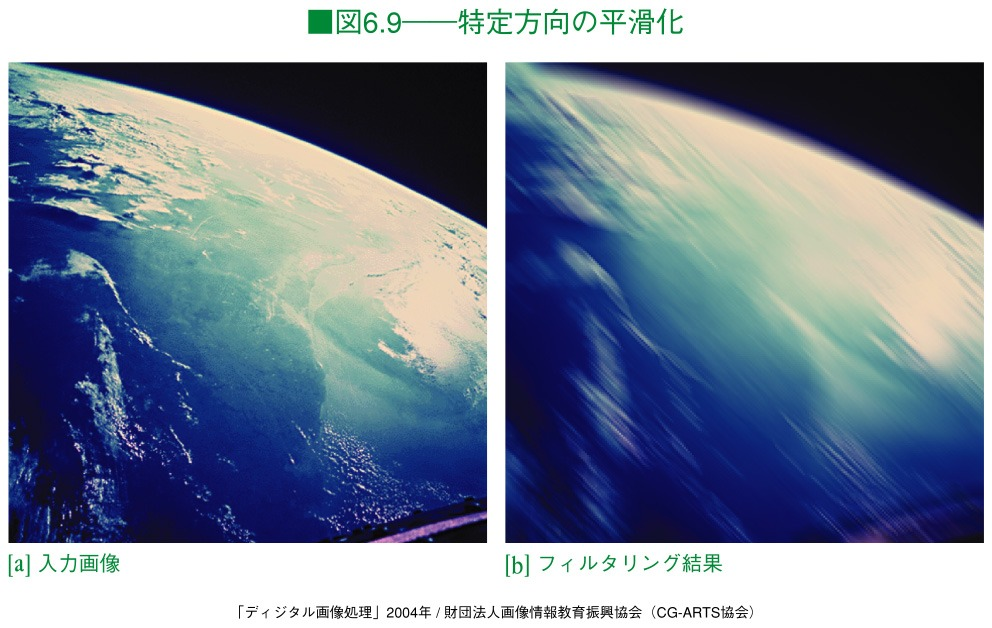 ■図6.9——特定方向の平滑化
[a] 入力画像
[b] フィルタリング結果
「ディジタル画像処理」2004年 / 財団法人画像情報教育振興協会（CG-ARTS協会）